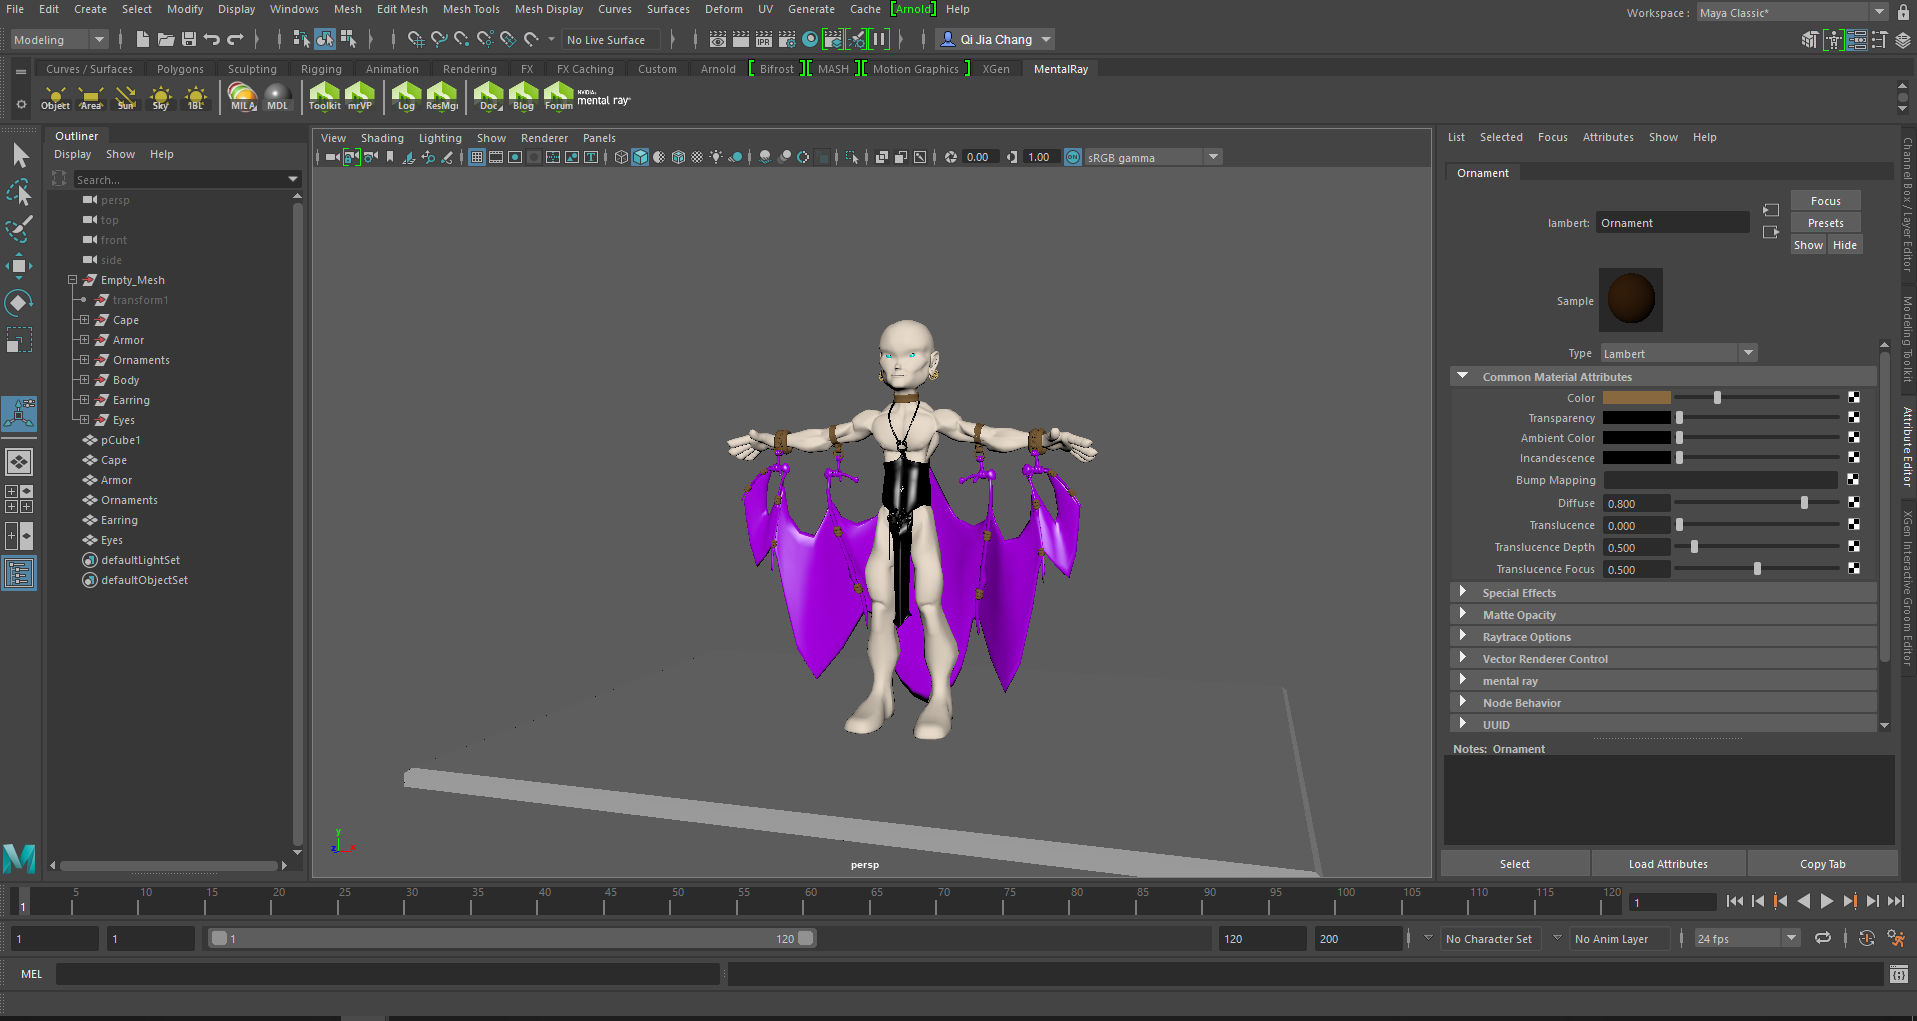 File Edit Create Select Modify Display Windows Mesh Edit Mesh Mesh Tools Mesh Display Curves Surfaces Deform UV Generate Cache [Arnold] Help
Workspace : Maya Classic*
Modeling No Live Surface IPR Qi Jia Chang
Curves / Surfaces Polygons Sculpting Rigging Animation Rendering FX FX Caching Custom Arnold [ Bifrost ][ MASH ][ Motion Graphics ] XGen MentalRay
Object Area Sun Sky IBL MILA MDL Toolkit mrVP Log ResMgr Doc Blog Forum NVIDIA. mental ray
Outliner
Display Show Help
Search...
persp
top
front
side
Empty_Mesh
transform1
Cape
Armor
Ornaments
Body
Earring
Eyes
pCube1
Cape
Armor
Ornaments
Earring
Eyes
defaultLightSet
defaultObjectSet
View Shading Lighting Show Renderer Panels
0.00 1.00 ON sRGB gamma
y
z x
persp
List Selected Focus Attributes Show Help
Ornament
lambert: Ornament
Focus
Presets
Show Hide
Sample
Type Lambert
Common Material Attributes
Color
Transparency
Ambient Color
Incandescence
Bump Mapping
Diffuse 0.800
Translucence 0.000
Translucence Depth 0.500
Translucence Focus 0.500
Special Effects
Matte Opacity
Raytrace Options
Vector Renderer Control
mental ray
Node Behavior
UUID
Notes: Ornament
Select Load Attributes Copy Tab
Channel Box / Layer Editor
Modeling Toolkit
Attribute Editor
XGen Interactive Groom Editor
5 10 15 20 25 30 35 40 45 50 55 60 65 70 75 80 85 90 95 100 105 110 115 120
1 1
1 1 1 120 120 200 No Character Set No Anim Layer 24 fps
MEL